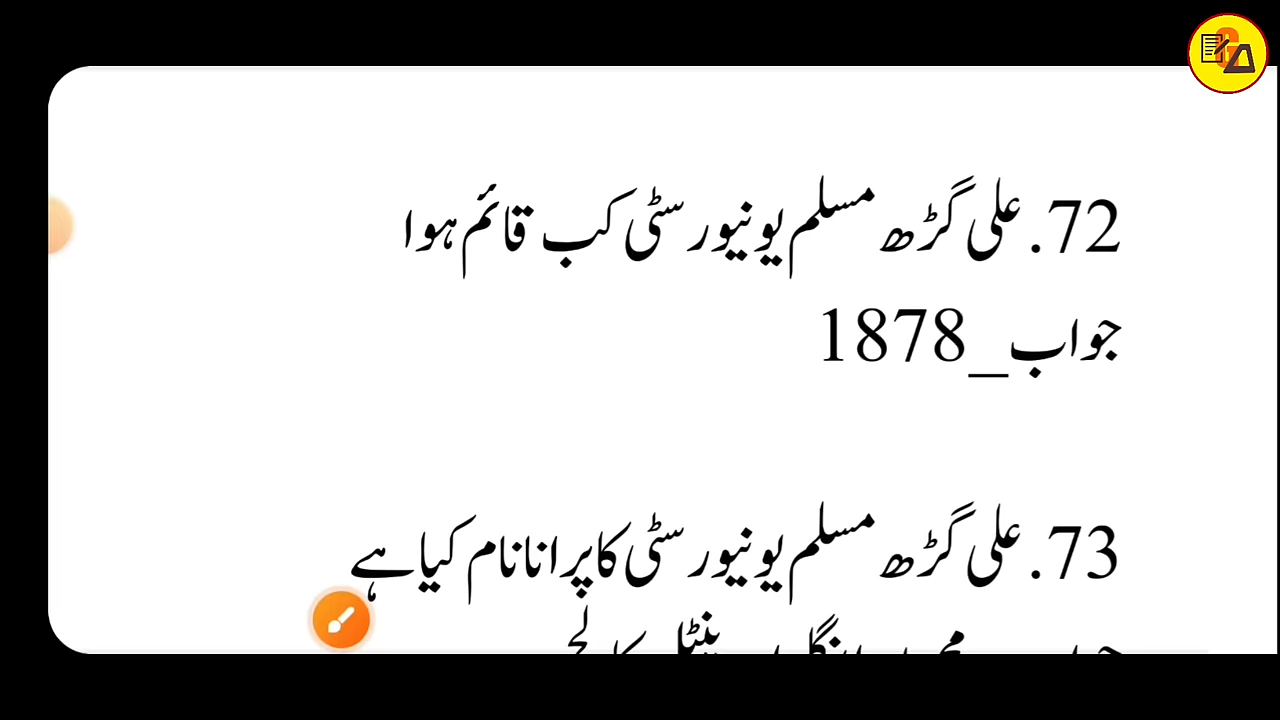 72. علی گڑھ مسلم یونیورسٹی کب قائم ہوا
جواب_1878
73. علی گڑھ مسلم یونیورسٹی کا پرانا نام کیا ہے